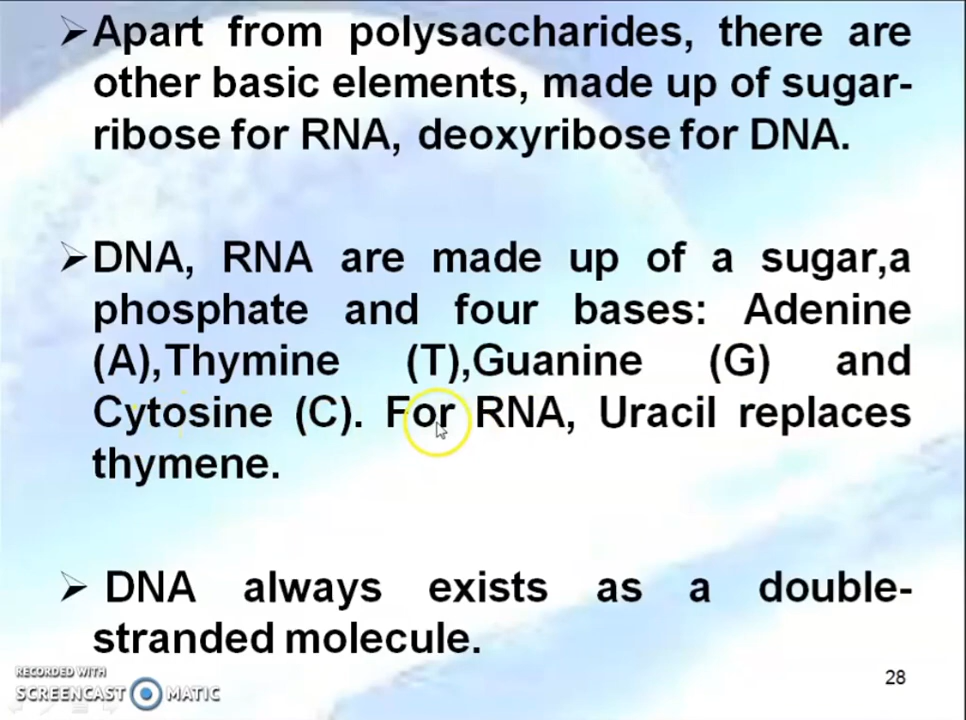 Apart from polysaccharides, there are
other basic elements, made up of sugar-
ribose for RNA, deoxyribose for DNA.
DNA, RNA are made up of a sugar,a
phosphate and four bases: Adenine
(A),Thymine (T),Guanine (G) and
Cytosine (C). For RNA, Uracil replaces
thymene.
DNA always exists as a double-
stranded molecule.
RECORDED WITH
SCREENCAST MATIC
28